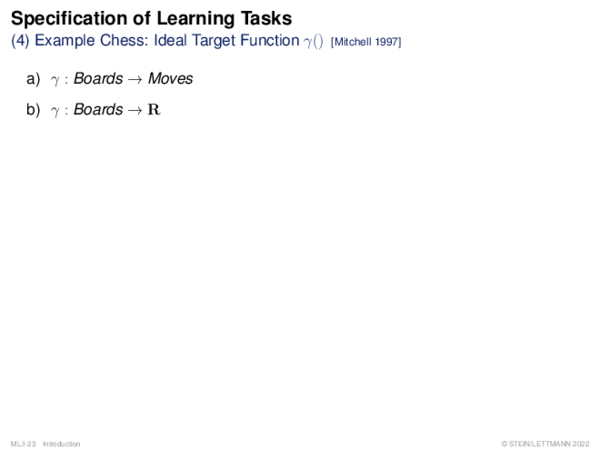 Specification of Learning Tasks
(4) Example Chess: Ideal Target Function γ() [Mitchell 1997]
a) γ : Boards → Moves
b) γ : Boards → R
ML:I-23 Introduction © STEIN/LETTMANN 2022